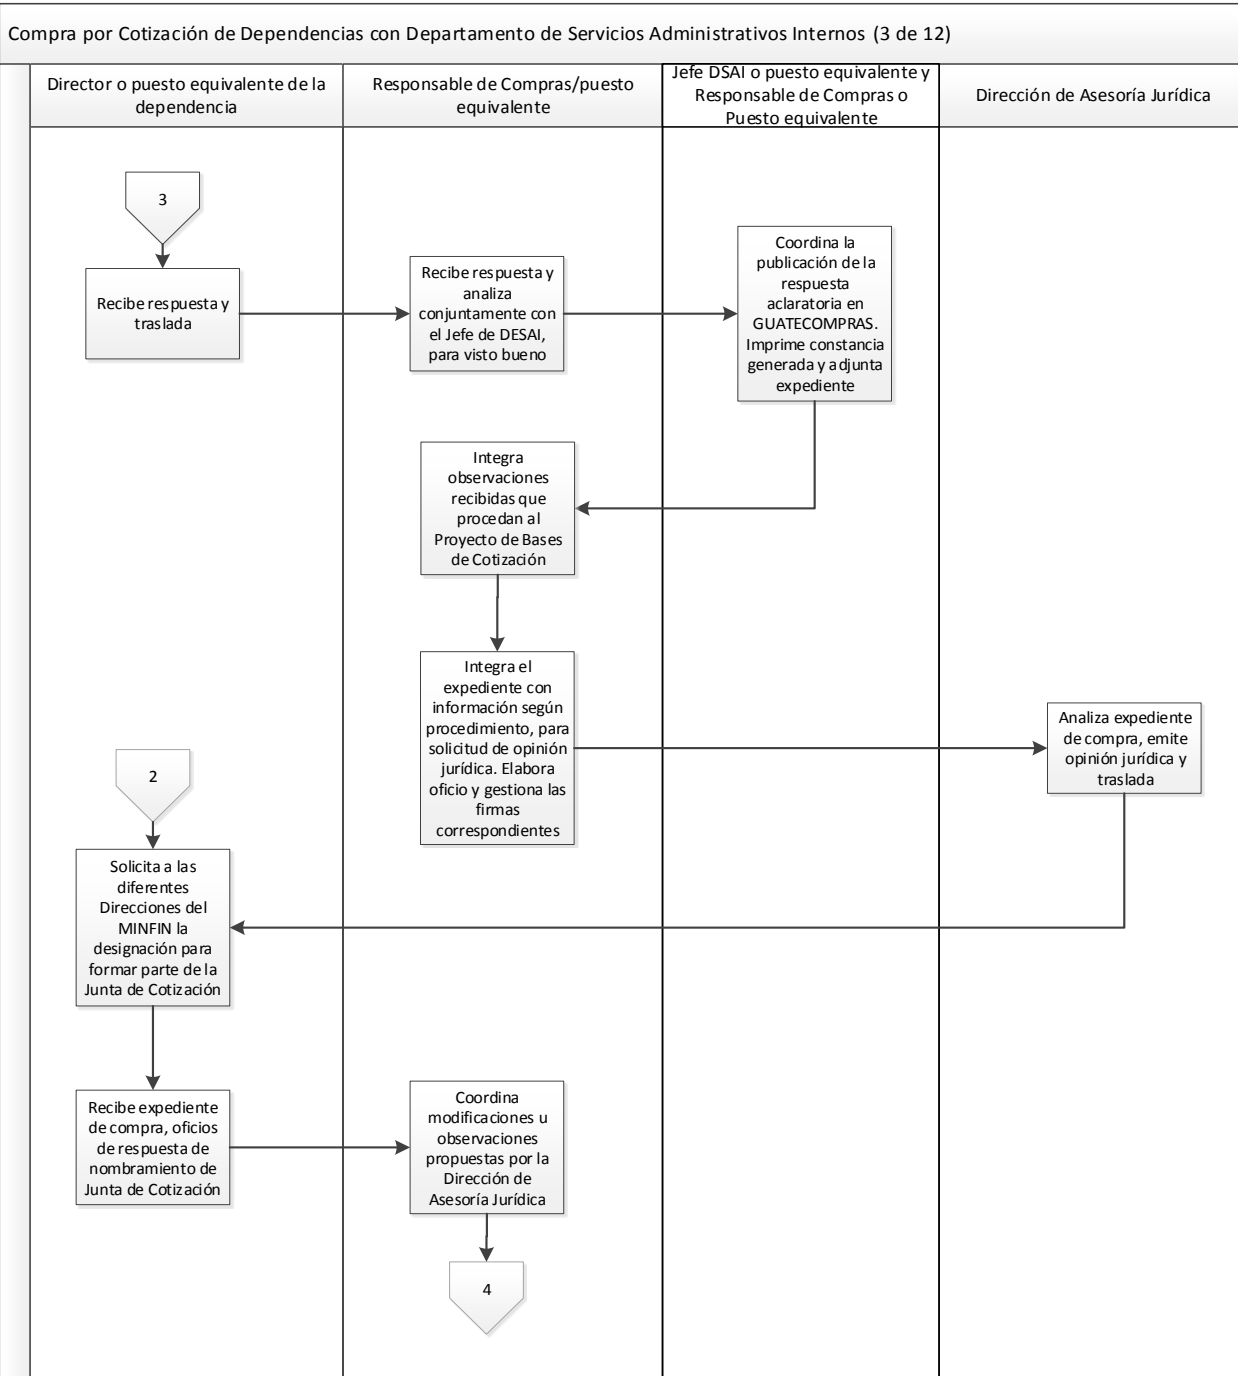 Compra por Cotización de Dependencias con Departamento de Servicios Administrativos Internos (3 de 12)
Director o puesto equivalente de la
dependencia
Responsable de Compras/puesto
equivalente
Jefe DSAI o puesto equivalente y
Responsable de Compras o
Puesto equivalente
Dirección de Asesoría Jurídica
3
Recibe respuesta y
traslada
Recibe respuesta y
analiza
conjuntamente con
el Jefe de DESAI,
para visto bueno
Coordina la
publicación de la
respuesta
aclaratoria en
GUATECOMPRAS.
Imprime constancia
generada y adjunta
expediente
Integra
observaciones
recibidas que
procedan al
Proyecto de Bases
de Cotización
Integra el
expediente con
información según
procedimiento, para
solicitud de opinión
jurídica. Elabora
oficio y gestiona las
firmas
correspondientes
Analiza expediente
de compra, emite
opinión jurídica y
traslada
2
Solicita a las
diferentes
Direcciones del
MINFIN la
designación para
formar parte de la
Junta de Cotización
Recibe expediente
de compra, oficios
de respuesta de
nombramiento de
Junta de Cotización
Coordina
modificaciones u
observaciones
propuestas por la
Dirección de
Asesoría Jurídica
4